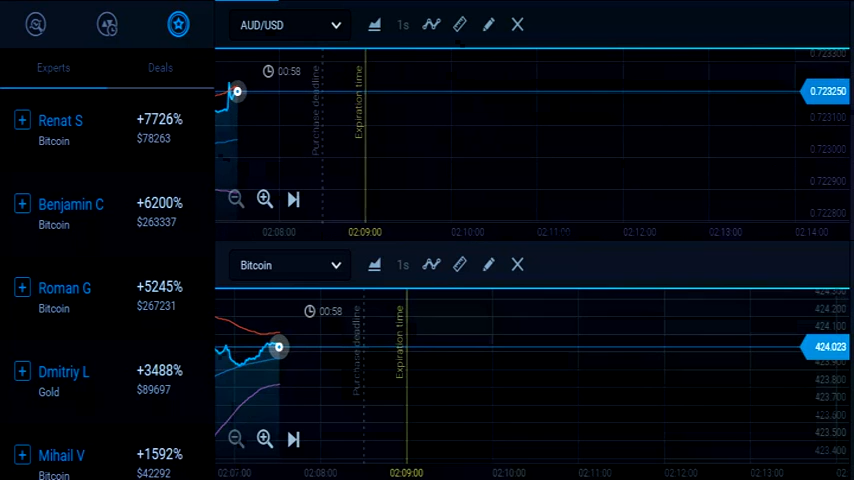 Experts
Deals
Renat S
+7726%
Bitcoin
$78263
Benjamin C
+6200%
Bitcoin
$263337
Roman G
+5245%
Bitcoin
$267231
Dmitriy L
+3488%
Gold
$89697
Mihail V
+1592%
Bitcoin
$42292
AUD/USD
1s
0.723300
00:58
Purchase deadline
Expiration time
0.723250
0.723100
0.723000
0.722900
0.722800
02:08:00
02:09:00
02:10:00
02:11:00
02:12:00
02:13:00
02:14:00
Bitcoin
1s
424.300
424.200
00:58
Purchase deadline
Expiration time
424.100
424.023
423.900
423.800
423.700
423.600
423.500
423.400
02:07:00
02:08:00
02:09:00
02:10:00
02:11:00
02:12:00
02:13:00